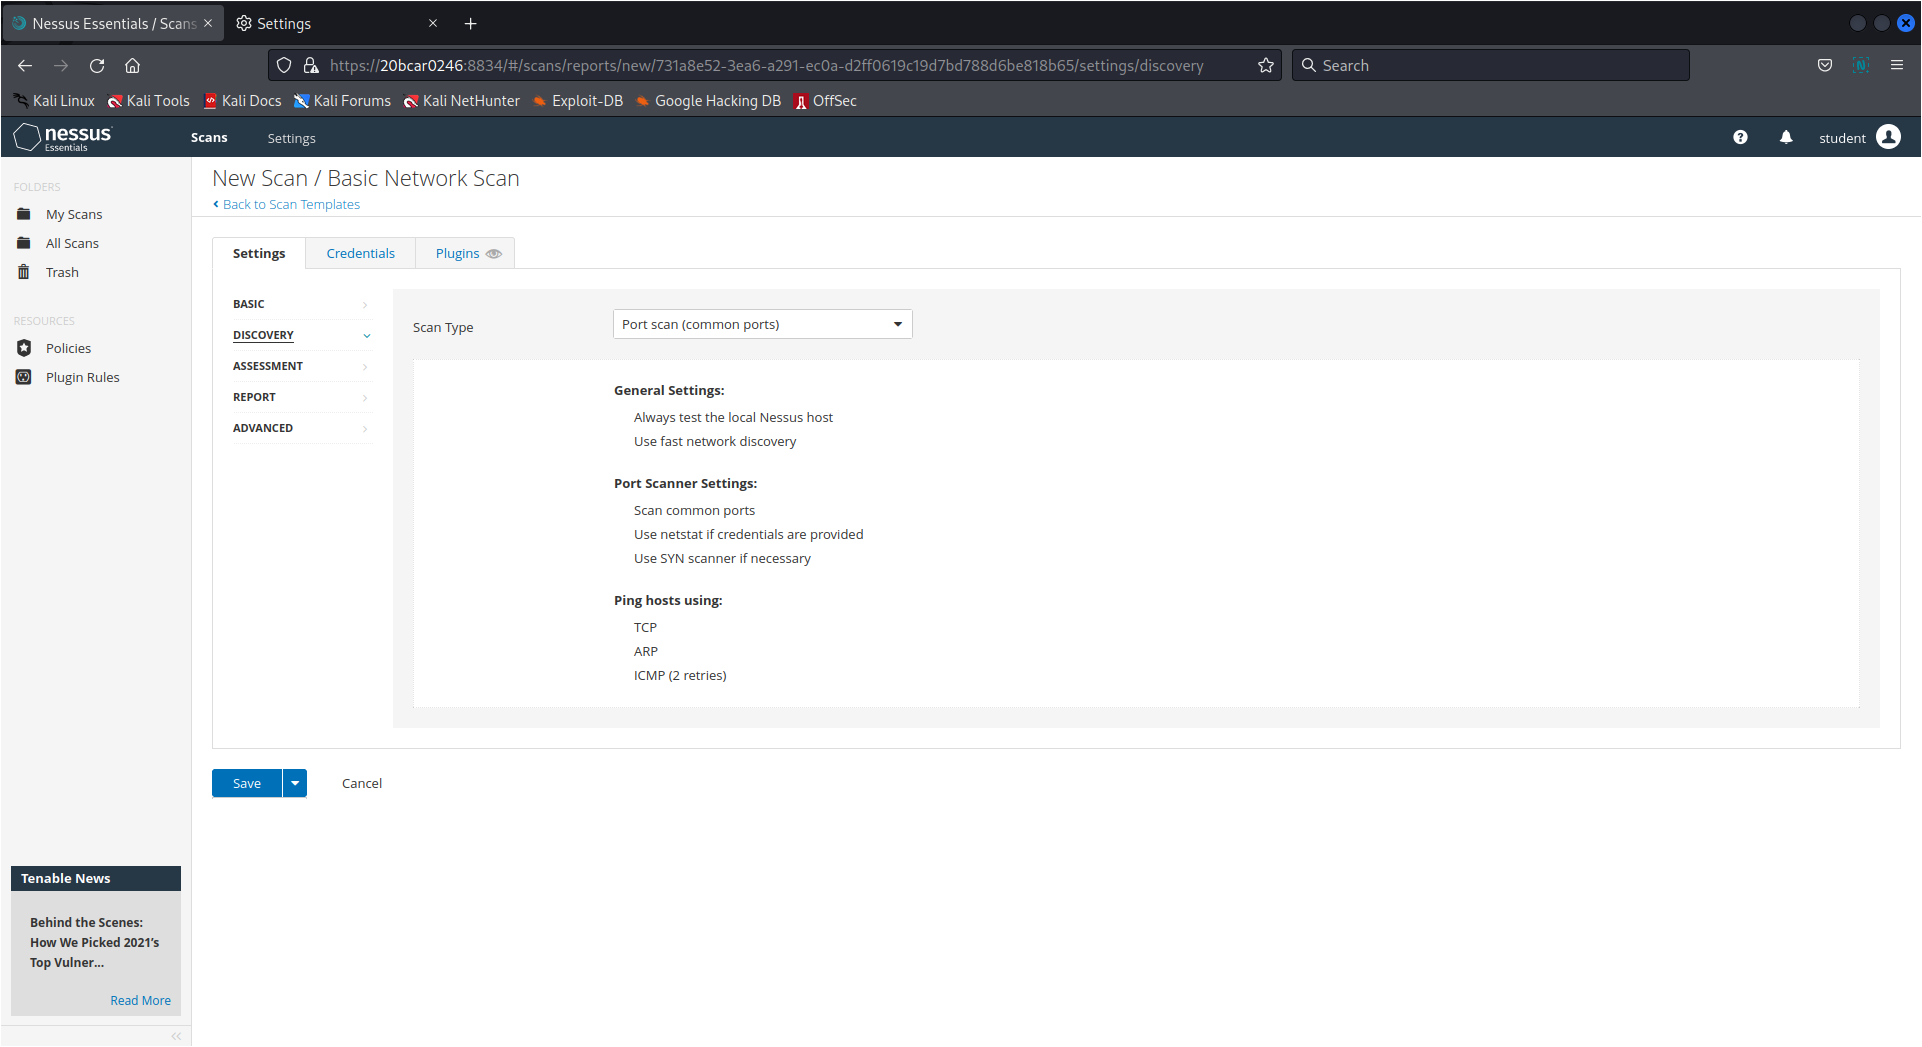 Nessus Essentials / Scans
Settings
https://20bcar0246:8834/#/scans/reports/new/731a8e52-3ea6-a291-ec0a-d2ff0619c19d7bd788d6be818b65/settings/discovery
Search
Kali Linux
Kali Tools
Kali Docs
Kali Forums
Kali NetHunter
Exploit-DB
Google Hacking DB
OffSec
nessus
Essentials
Scans
Settings
student
FOLDERS
My Scans
All Scans
Trash
RESOURCES
Policies
Plugin Rules
New Scan / Basic Network Scan
Back to Scan Templates
Settings
Credentials
Plugins
BASIC
DISCOVERY
ASSESSMENT
REPORT
ADVANCED
Scan Type
Port scan (common ports)
General Settings:
Always test the local Nessus host
Use fast network discovery
Port Scanner Settings:
Scan common ports
Use netstat if credentials are provided
Use SYN scanner if necessary
Ping hosts using:
TCP
ARP
ICMP (2 retries)
Save
Cancel
Tenable News
Behind the Scenes:
How We Picked 2021's
Top Vulner...
Read More